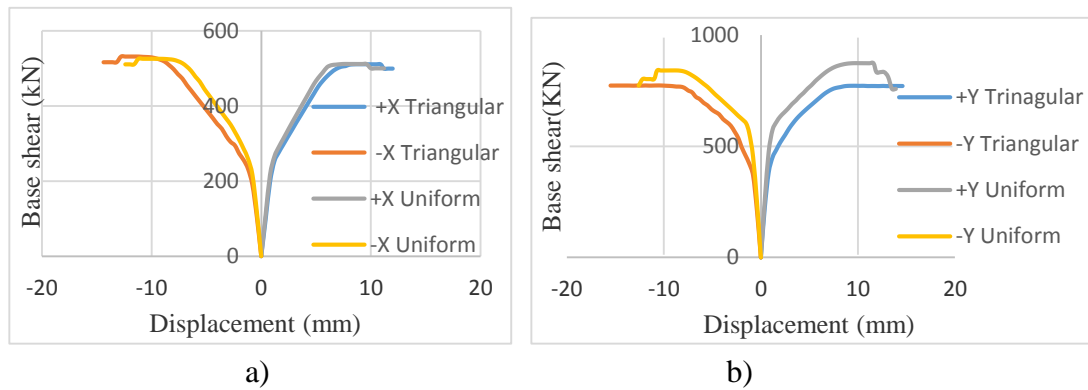 600
400
200
0
-20 -10 0 10 20
Base shear (kN)
Displacement (mm)
+X Triangular
-X Triangular
+X Uniform
-X Uniform
a)
1000
500
0
-20 -10 0 10 20
Base shear(KN)
Displacement (mm)
+Y Trinagular
-Y Triangular
+Y Uniform
-Y Uniform
b)